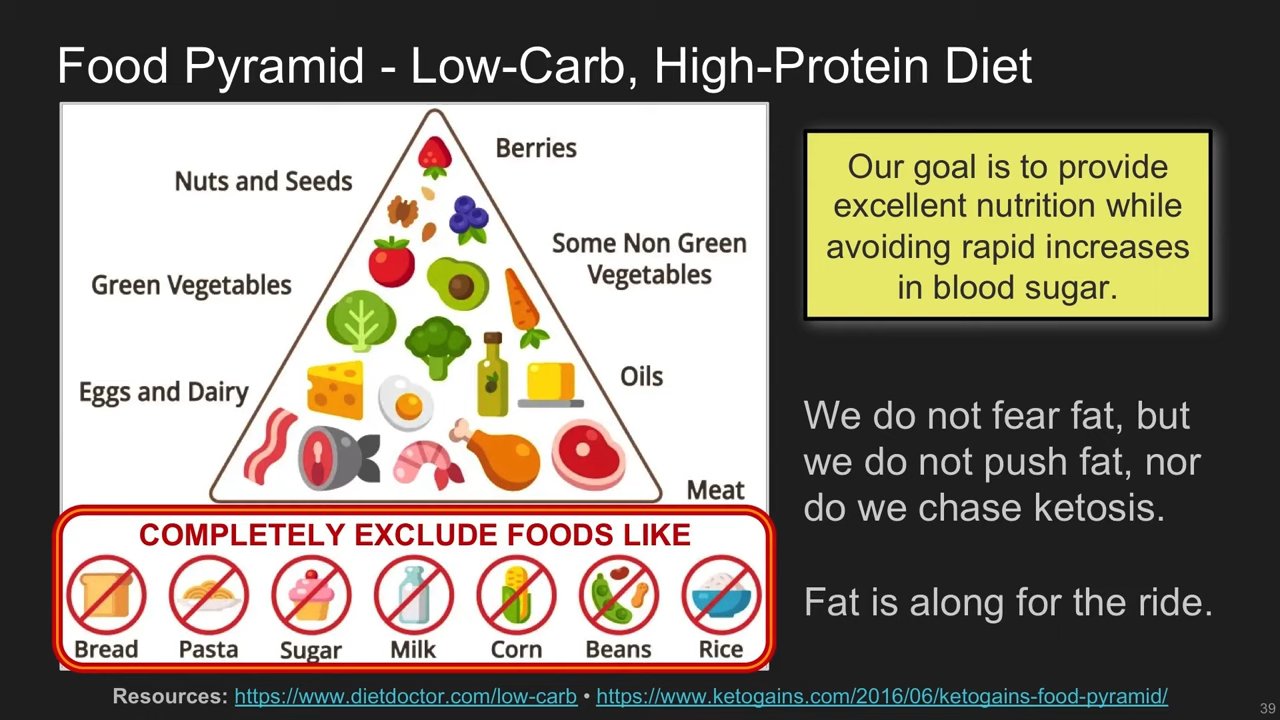 Food Pyramid - Low-Carb, High-Protein Diet
Berries
Nuts and Seeds
Some Non Green
Vegetables
Green Vegetables
Oils
Eggs and Dairy
Meat
COMPLETELY EXCLUDE FOODS LIKE
Bread Pasta Sugar Milk Corn Beans Rice
Our goal is to provide
excellent nutrition while
avoiding rapid increases
in blood sugar.
We do not fear fat, but
we do not push fat, nor
do we chase ketosis.
Fat is along for the ride.
Resources: https://www.dietdoctor.com/low-carb • https://www.ketogains.com/2016/06/ketogains-food-pyramid/
39